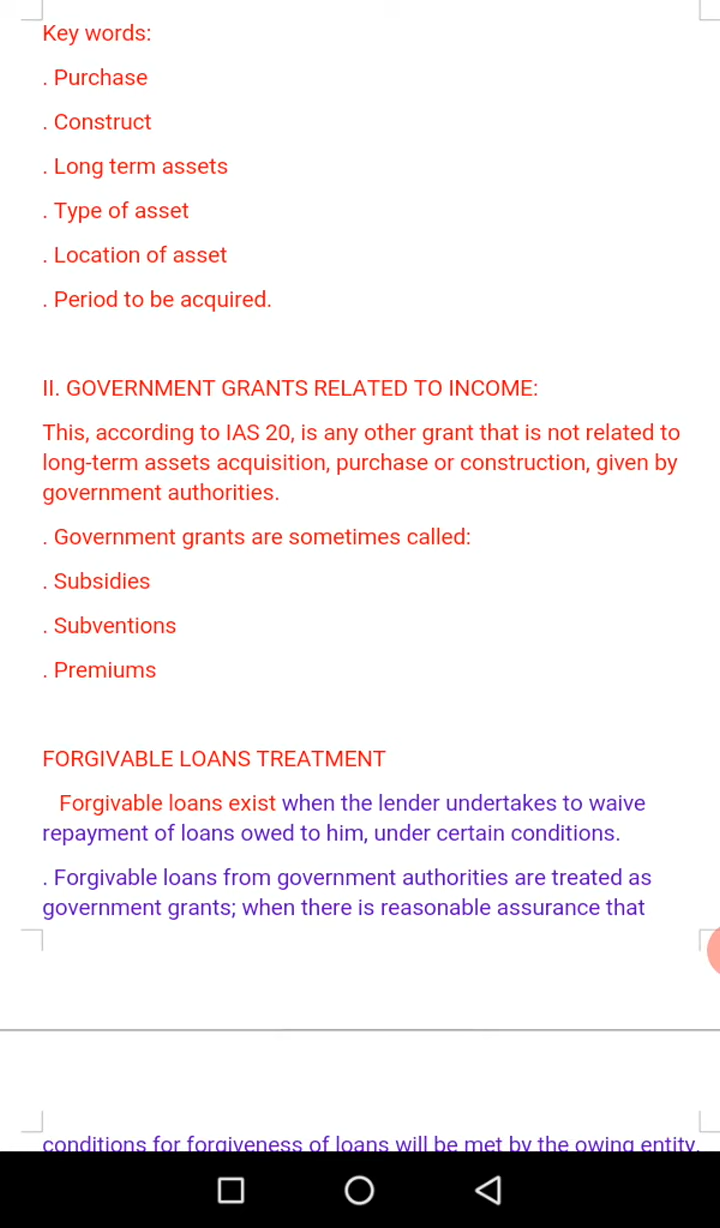 Key words:
. Purchase
. Construct
. Long term assets
. Type of asset
. Location of asset
. Period to be acquired.
II. GOVERNMENT GRANTS RELATED TO INCOME:
This, according to IAS 20, is any other grant that is not related to
long-term assets acquisition, purchase or construction, given by
government authorities.
. Government grants are sometimes called:
. Subsidies
. Subventions
. Premiums
FORGIVABLE LOANS TREATMENT
Forgivable loans exist when the lender undertakes to waive
repayment of loans owed to him, under certain conditions.
. Forgivable loans from government authorities are treated as
government grants; when there is reasonable assurance that
conditions for forgiveness of loans will be met by the owing entity.